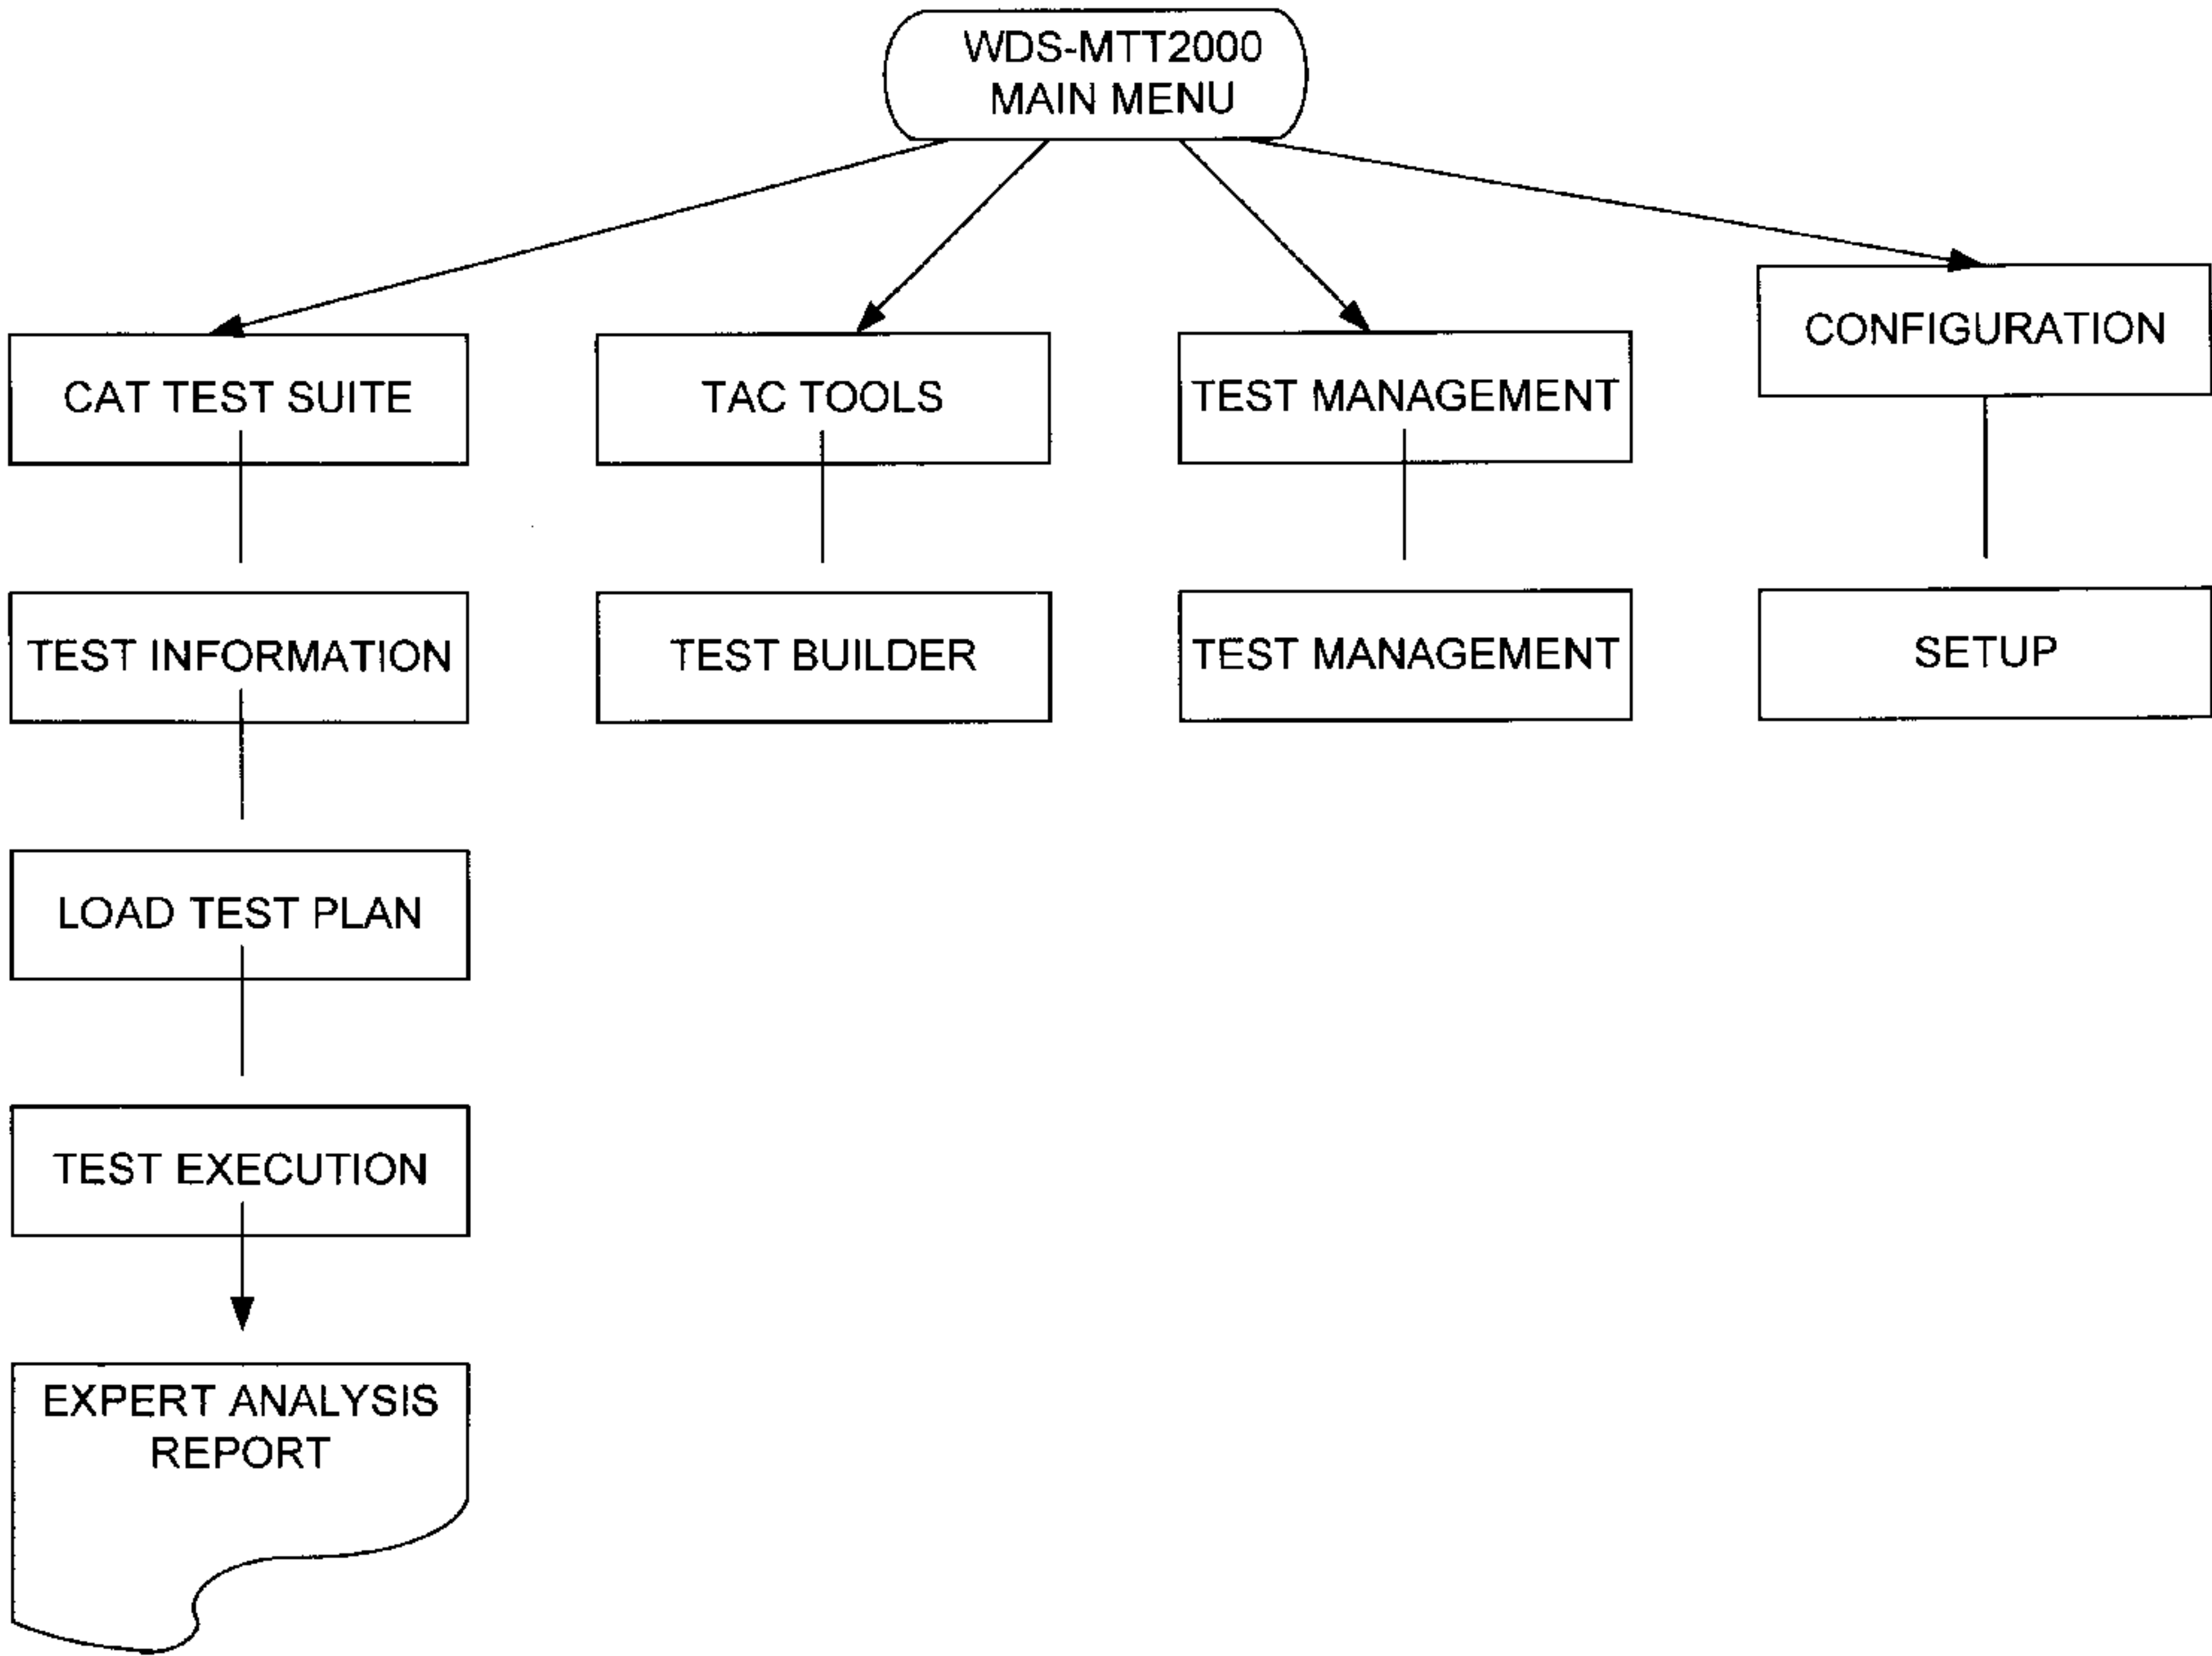 WDS-MTT2000
MAIN MENU
CAT TEST SUITE
TAC TOOLS
TEST MANAGEMENT
CONFIGURATION
TEST INFORMATION
TEST BUILDER
TEST MANAGEMENT
SETUP
LOAD TEST PLAN
TEST EXECUTION
EXPERT ANALYSIS
REPORT